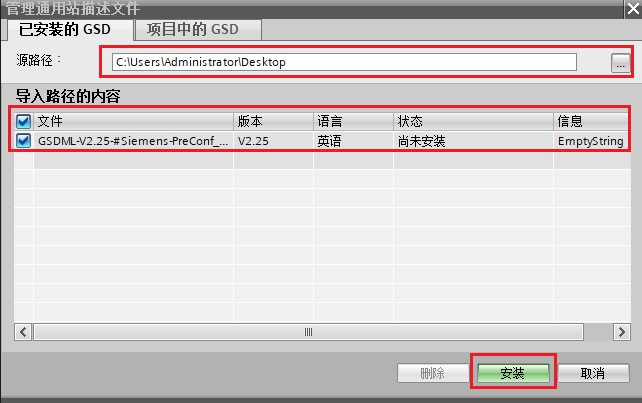 管理通用站描述文件
已安装的 GSD 项目中的 GSD
源路径： C:\Users\Administrator\Desktop ...
导入路径的内容
文件 版本 语言 状态 信息
GSDML-V2.25-#Siemens-PreConf_... V2.25 英语 尚未安装 EmptyString
删除 安装 取消